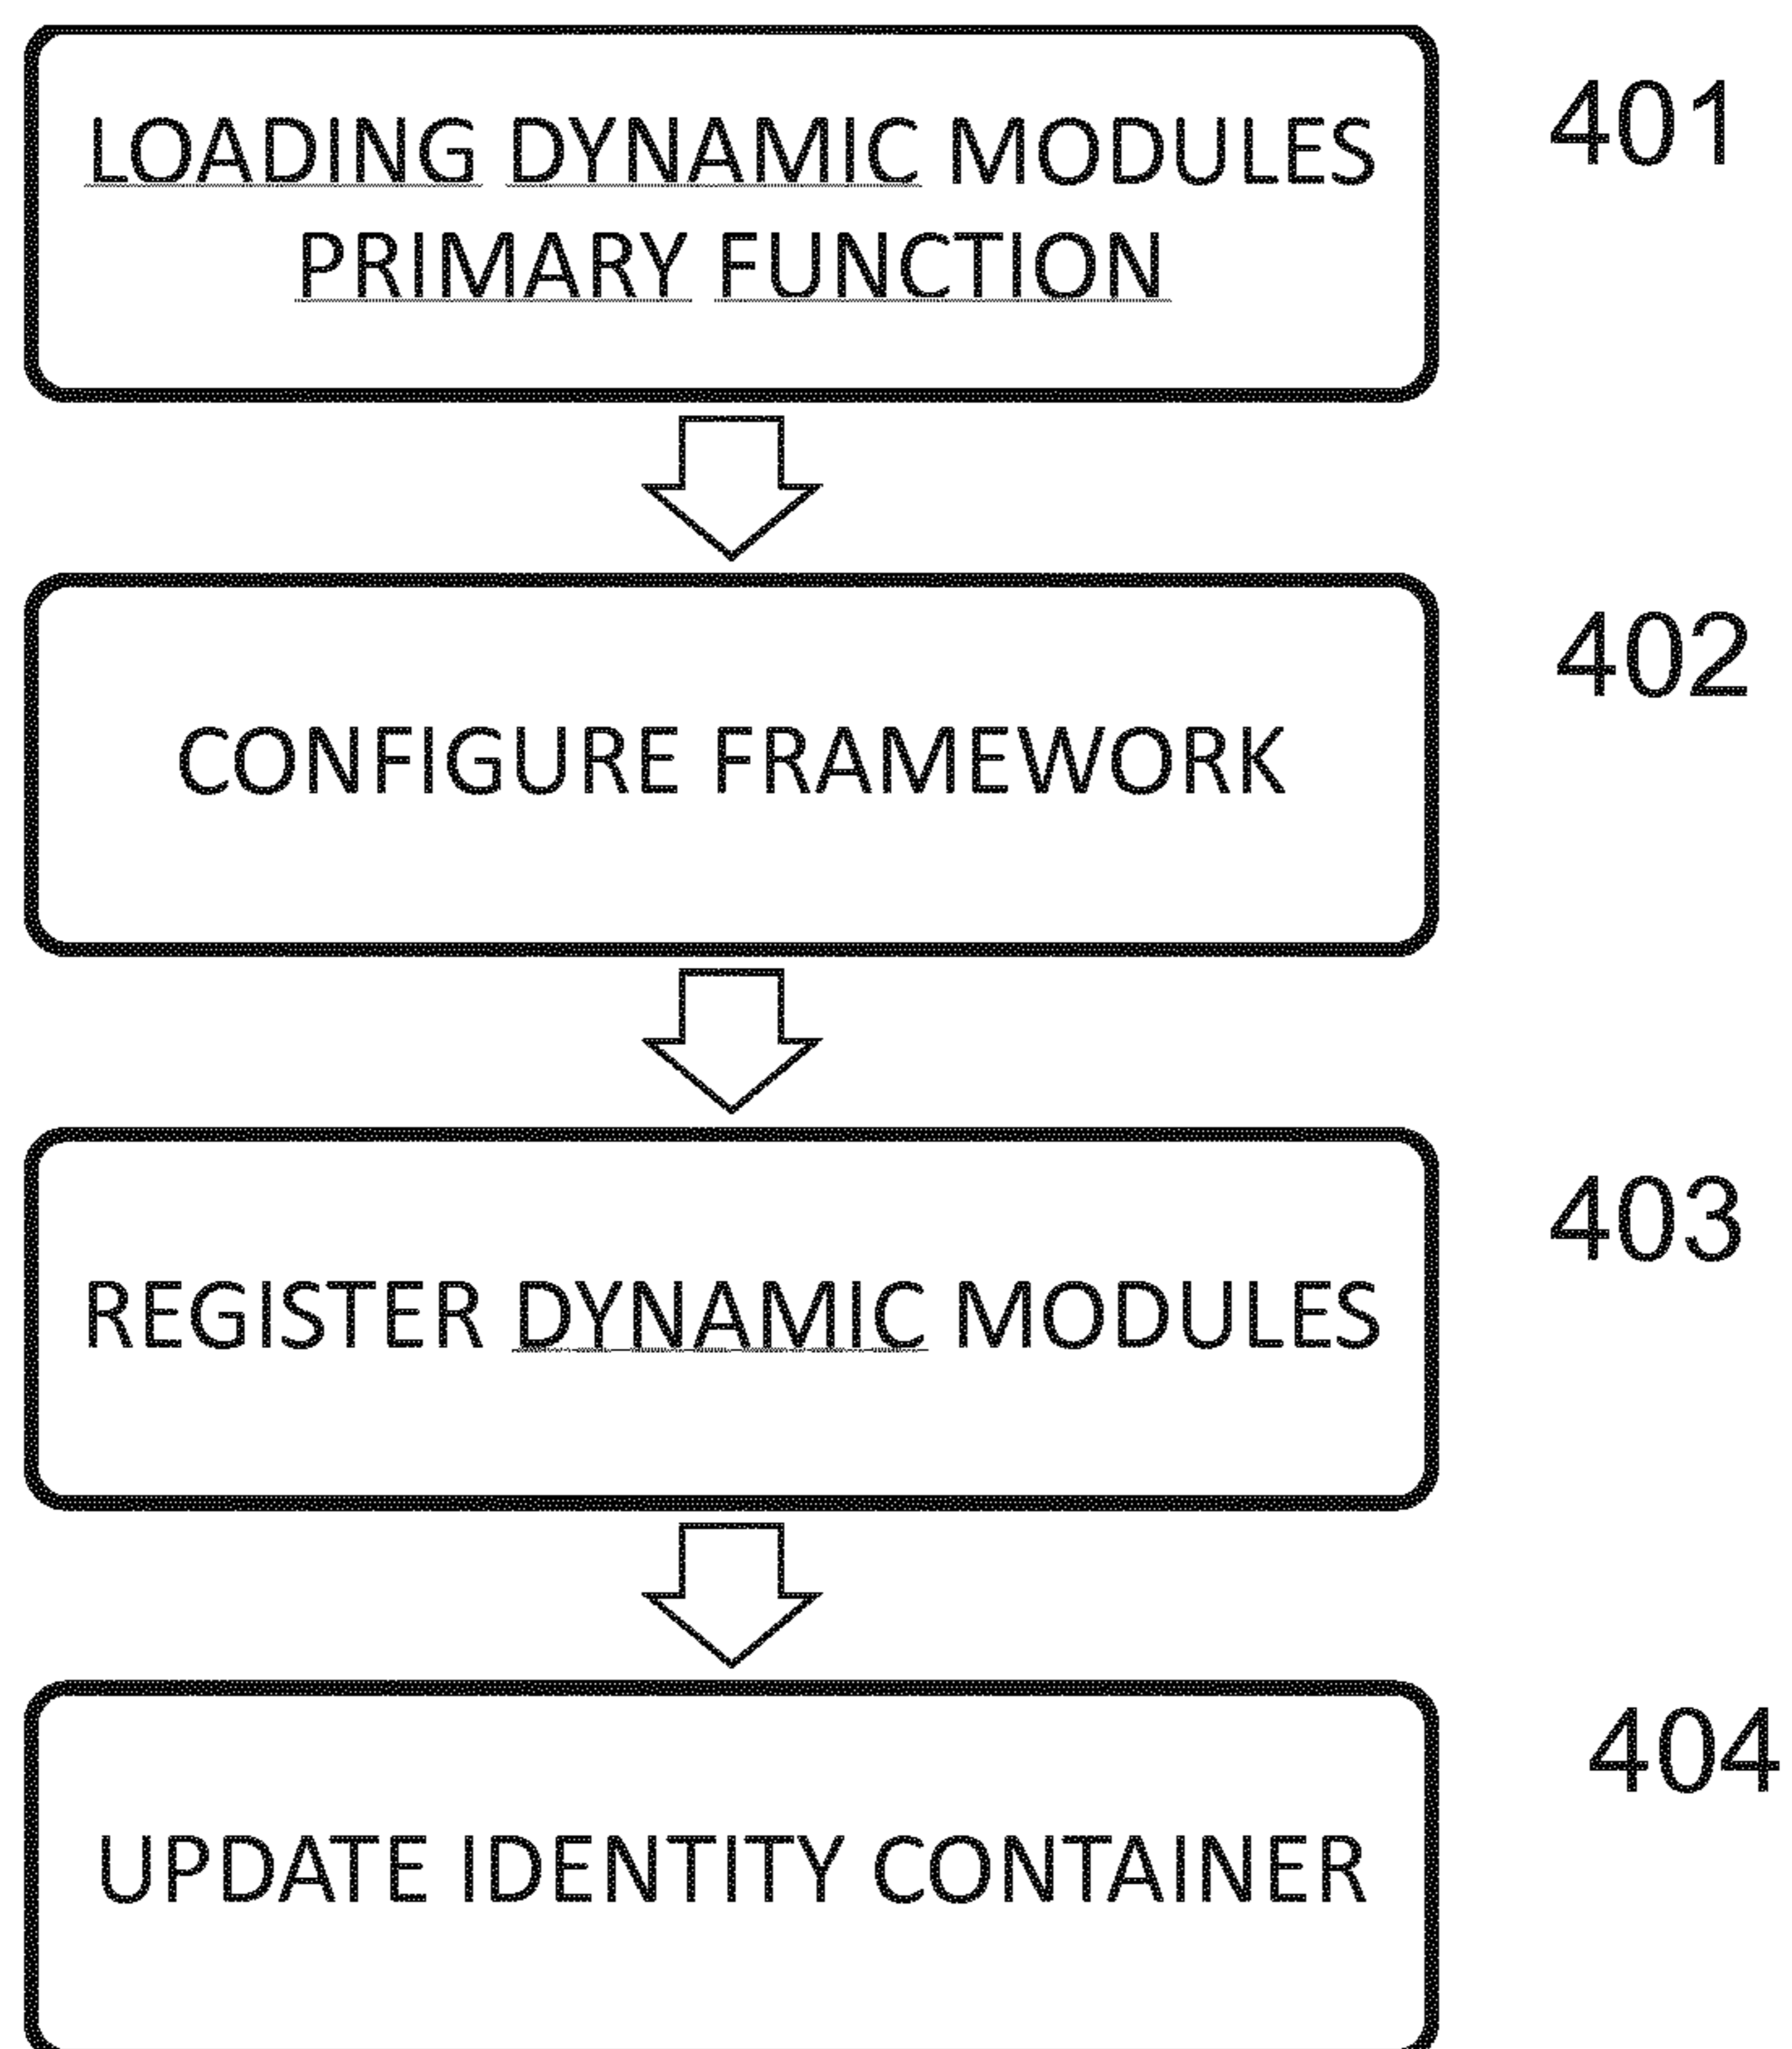 LOADING DYNAMIC MODULES
PRIMARY FUNCTION
401
CONFIGURE FRAMEWORK
402
REGISTER DYNAMIC MODULES
403
UPDATE IDENTITY CONTAINER
404